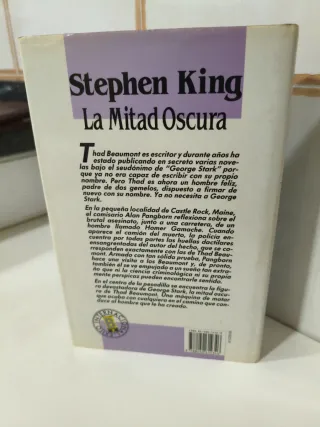 Stephen King
La Mitad Oscura
Thad Beaumont es escritor y durante años ha
estado publicando en secreto varias nove-
las bajo el seudónimo de "George Stark" por-
que ya no era capaz de escribir con su propio
nombre. Pero Thad es ahora un hombre feliz,
padre de dos gemelos, dispuesto a firmar de
nuevo con su nombre. Ya no necesita a George
Stark.
En la pequeña localidad de Castle Rock, Maine,
el comisario Alan Pangborn reflexiona sobre el
brutal asesinato, junto a una carretera, de un
hombre llamado Homer Gamache. Cuando
aparece el camión del muerto, la policía en-
cuentra por todas partes las huellas dactilares
ensangrentadas del autor del hecho, que se co-
rresponden exactamente con las de Thad Beau-
mont. Armado con tan sólida prueba, Pangborn
hace una visita a los Beaumont y, de pronto,
también él se ve empujado a un sueño tan extra-
ño que ni la ciencia criminológica ni su propia
mente perspicaz pueden encontrarle sentido.
En el centro de la pesadilla se encuentra la figura
devastadora de George Stark, la mitad oscu-
ra de Thad Beaumont. Una máquina de matar
que acaba con cualquiera en el camino que con-
duce al hombre que le ha creado.